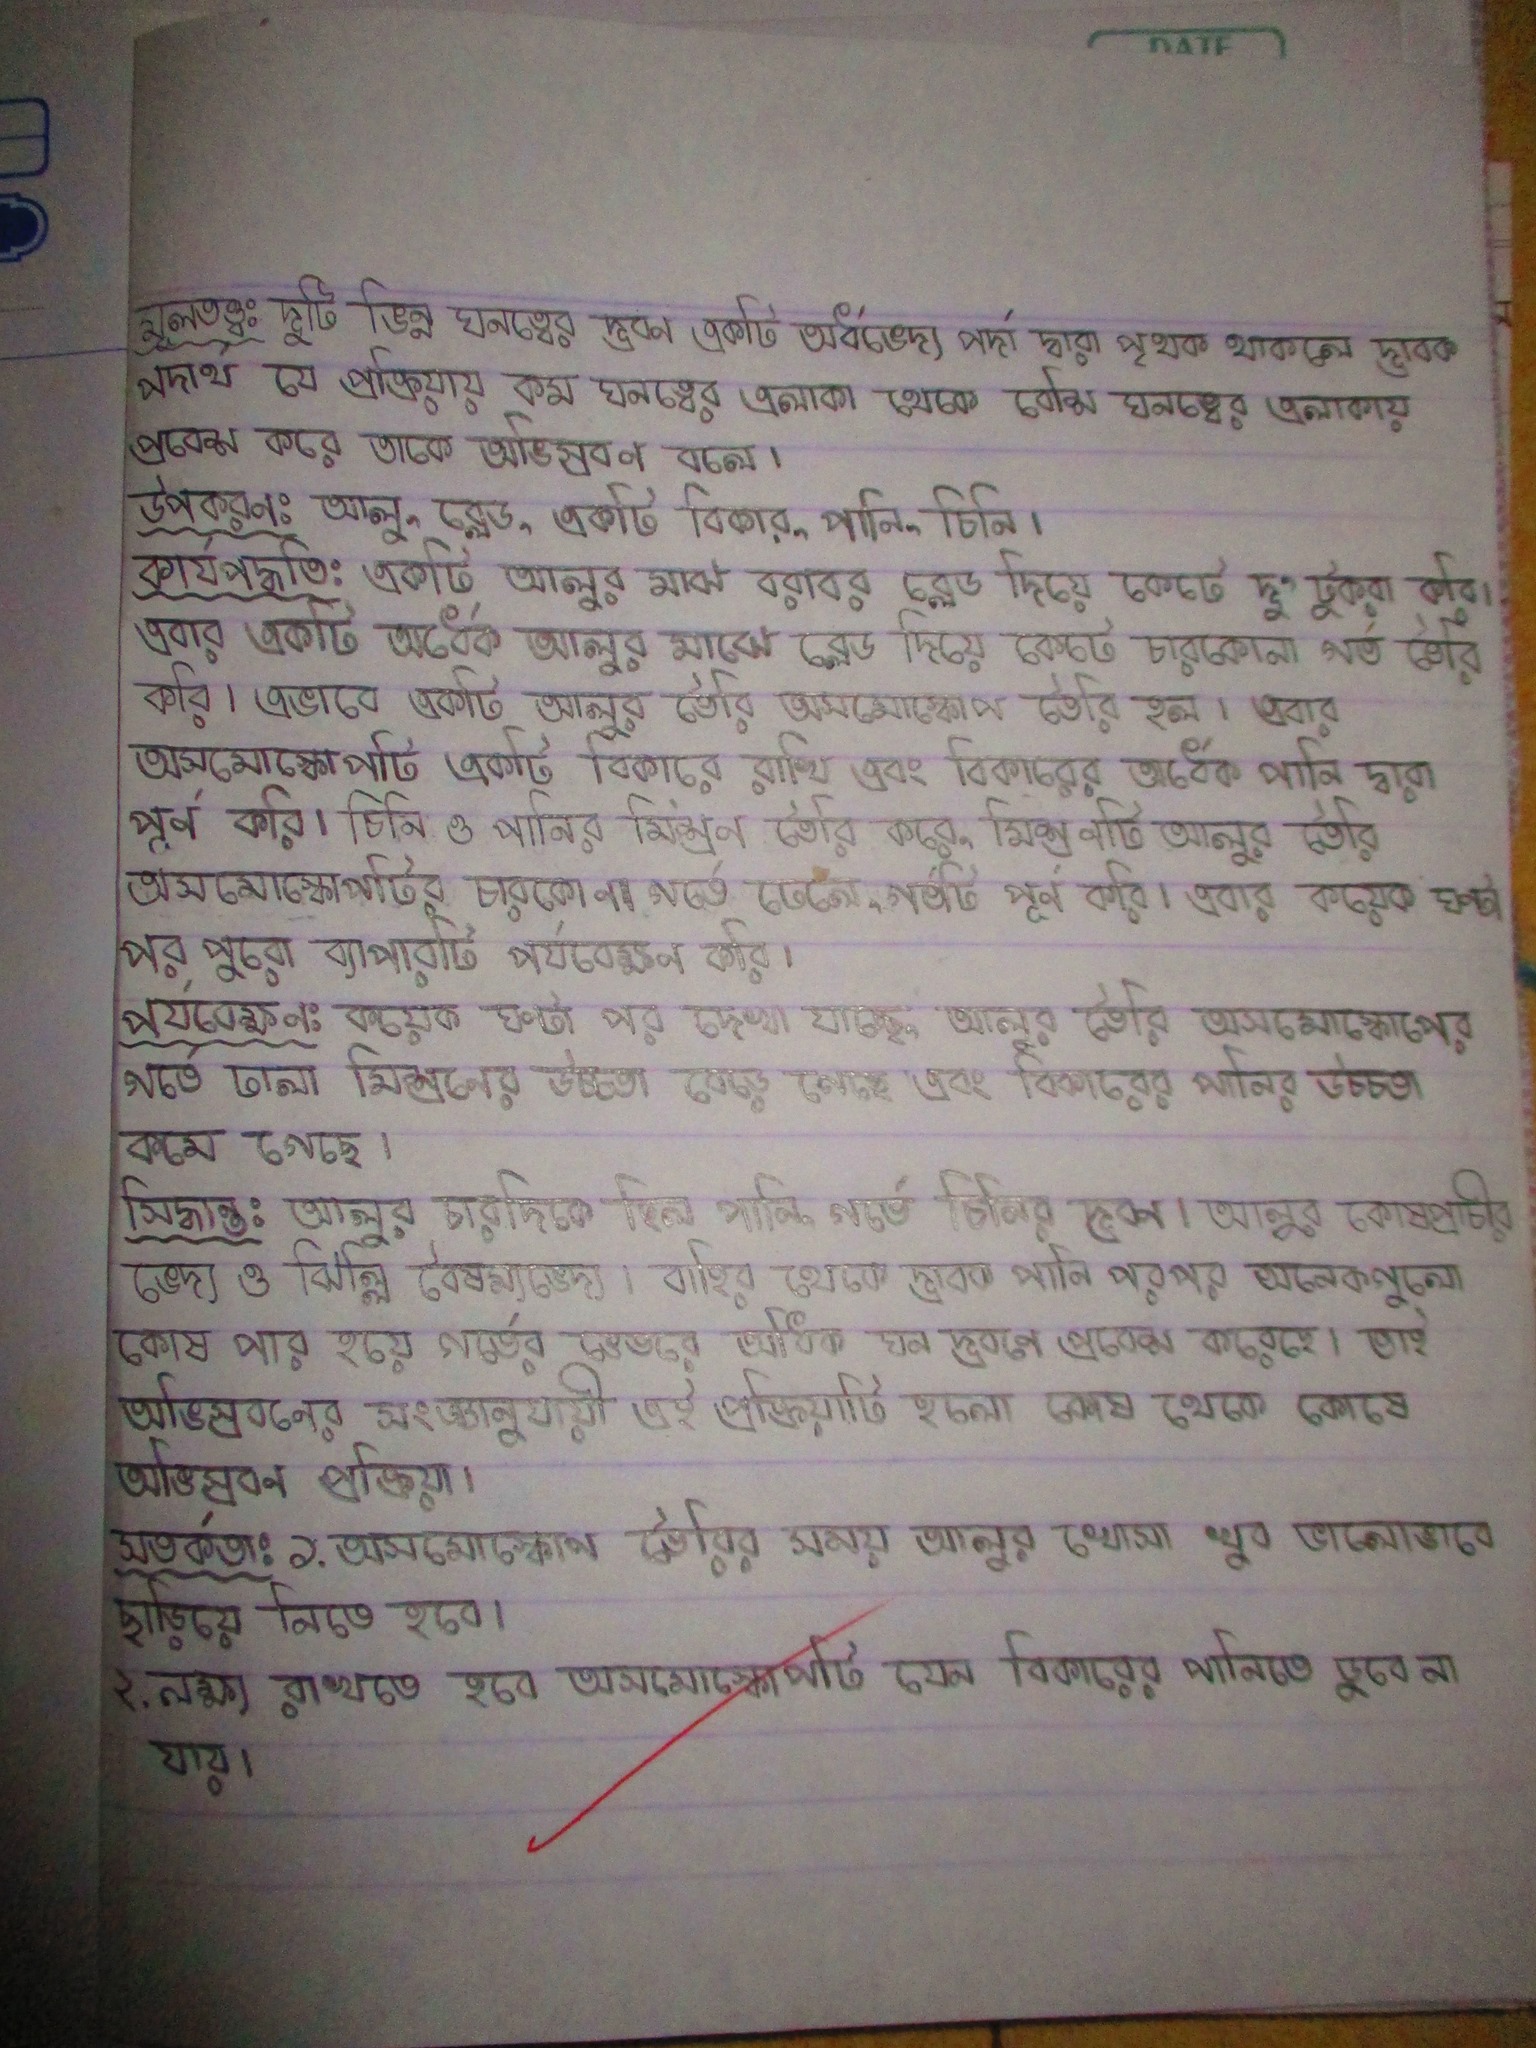 DATE
মূলতত্ত্বঃ দুটি ভিন্ন ঘনত্বের দ্রবণ একটি অর্ধভেদ্য পর্দা দ্বারা পৃথক থাকলে দ্রাবক
পদার্থ যে প্রক্রিয়ায় কম ঘনত্বের এলাকা থেকে বেশি ঘনত্বের এলাকায়
প্রবেশ করে তাকে অভিস্রবণ বলে।
উপকরণঃ আলু, ব্লেড, একটি বিকার, পানি, চিনি।
কার্যপদ্ধতিঃ একটি আলুর মাঝ বরাবর ব্লেড দিয়ে কেটে দু' টুকরা করি।
এবার একটি অর্ধেক আলুর মাঝে ব্লেড দিয়ে কেটে চারকোনা গর্ত তৈরি
করি। এভাবে একটি আলুর তৈরি অসমোস্কোপ তৈরি হল। এবার
অসমোস্কোপটি একটি বিকারে রাখি এবং বিকারের অর্ধেক পানি দ্বারা
পূর্ণ করি। চিনি ও পানির মিশ্রণ তৈরি করে, মিশ্রণটি আলুর তৈরি
অসমোস্কোপটির চারকোণা গর্তে ঢেলে, গর্তটি পূর্ণ করি। এবার কয়েক ঘণ্টা
পর পুরো ব্যাপারটি পর্যবেক্ষণ করি।
পর্যবেক্ষণঃ কয়েক ঘণ্টা পর দেখা যাচ্ছে, আলুর তৈরি অসমোস্কোপের
গর্তে ঢালা মিশ্রণের উচ্চতা বেড়ে গেছে এবং বিকারের পানির উচ্চতা
কমে গেছে।
সিদ্ধান্তঃ আলুর চারদিকে ছিল পানি, গর্তে চিনির দ্রবণ। আলুর কোষপ্রাচীর
ভেদ্য ও ঝিল্লি বৈষম্যভেদ্য। বাহির থেকে দ্রাবক পানি পরপর অনেকগুলো
কোষ পার হয়ে গর্তের ভেতরে অধিক ঘন দ্রবণে প্রবেশ করেছে। তাই
অভিস্রবণের সংজ্ঞানুযায়ী এই প্রক্রিয়াটি হলো কোষ থেকে কোষে
অভিস্রবণ প্রক্রিয়া।
সতর্কতাঃ ১. অসমোস্কোপ তৈরির সময় আলুর খোসা খুব ভালোভাবে
ছাড়িয়ে নিতে হবে।
২. লক্ষ্য রাখতে হবে অসমোস্কোপটি যেন বিকারের পানিতে ডুবে না
যায়।